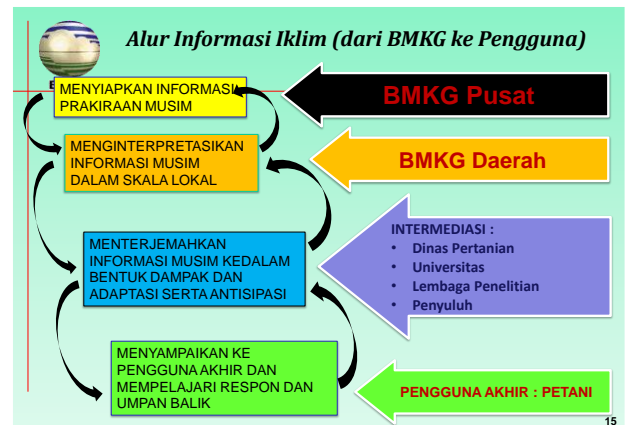 Alur Informasi Iklim (dari BMKG ke Pengguna)
MENYIAPKAN INFORMASI
PRAKIRAAN MUSIM
BMKG Pusat
MENGINTERPRETASIKAN
INFORMASI MUSIM
DALAM SKALA LOKAL
BMKG Daerah
MENTERJEMAHKAN
INFORMASI MUSIM KEDALAM
BENTUK DAMPAK DAN
ADAPTASI SERTA ANTISIPASI
INTERMEDIASI :
• Dinas Pertanian
• Universitas
• Lembaga Penelitian
• Penyuluh
MENYAMPAIKAN KE
PENGGUNA AKHIR DAN
MEMPELAJARI RESPON DAN
UMPAN BALIK
PENGGUNA AKHIR : PETANI
15